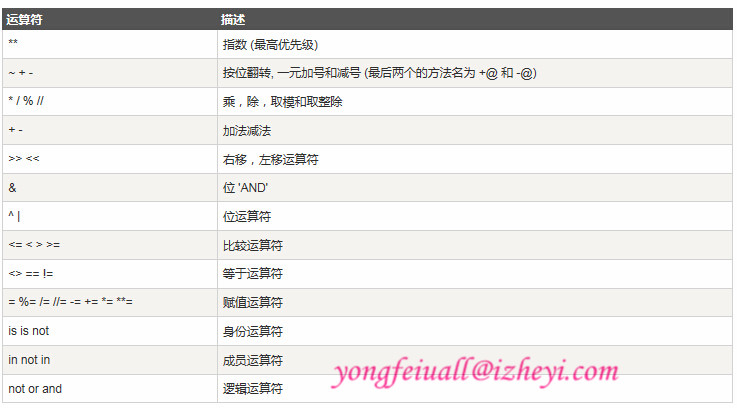 运算符 描述
** 指数 (最高优先级)
~ + - 按位翻转, 一元加号和减号 (最后两个的方法名为 +@ 和 -@)
* / % // 乘，除，取模和取整除
+ - 加法减法
>> << 右移，左移运算符
& 位 'AND'
^ | 位运算符
<= < > >= 比较运算符
<> == != 等于运算符
= %= /= //= -= += *= **= 赋值运算符
is is not 身份运算符
in not in 成员运算符
not or and 逻辑运算符
yongfeiuall@izheyi.com